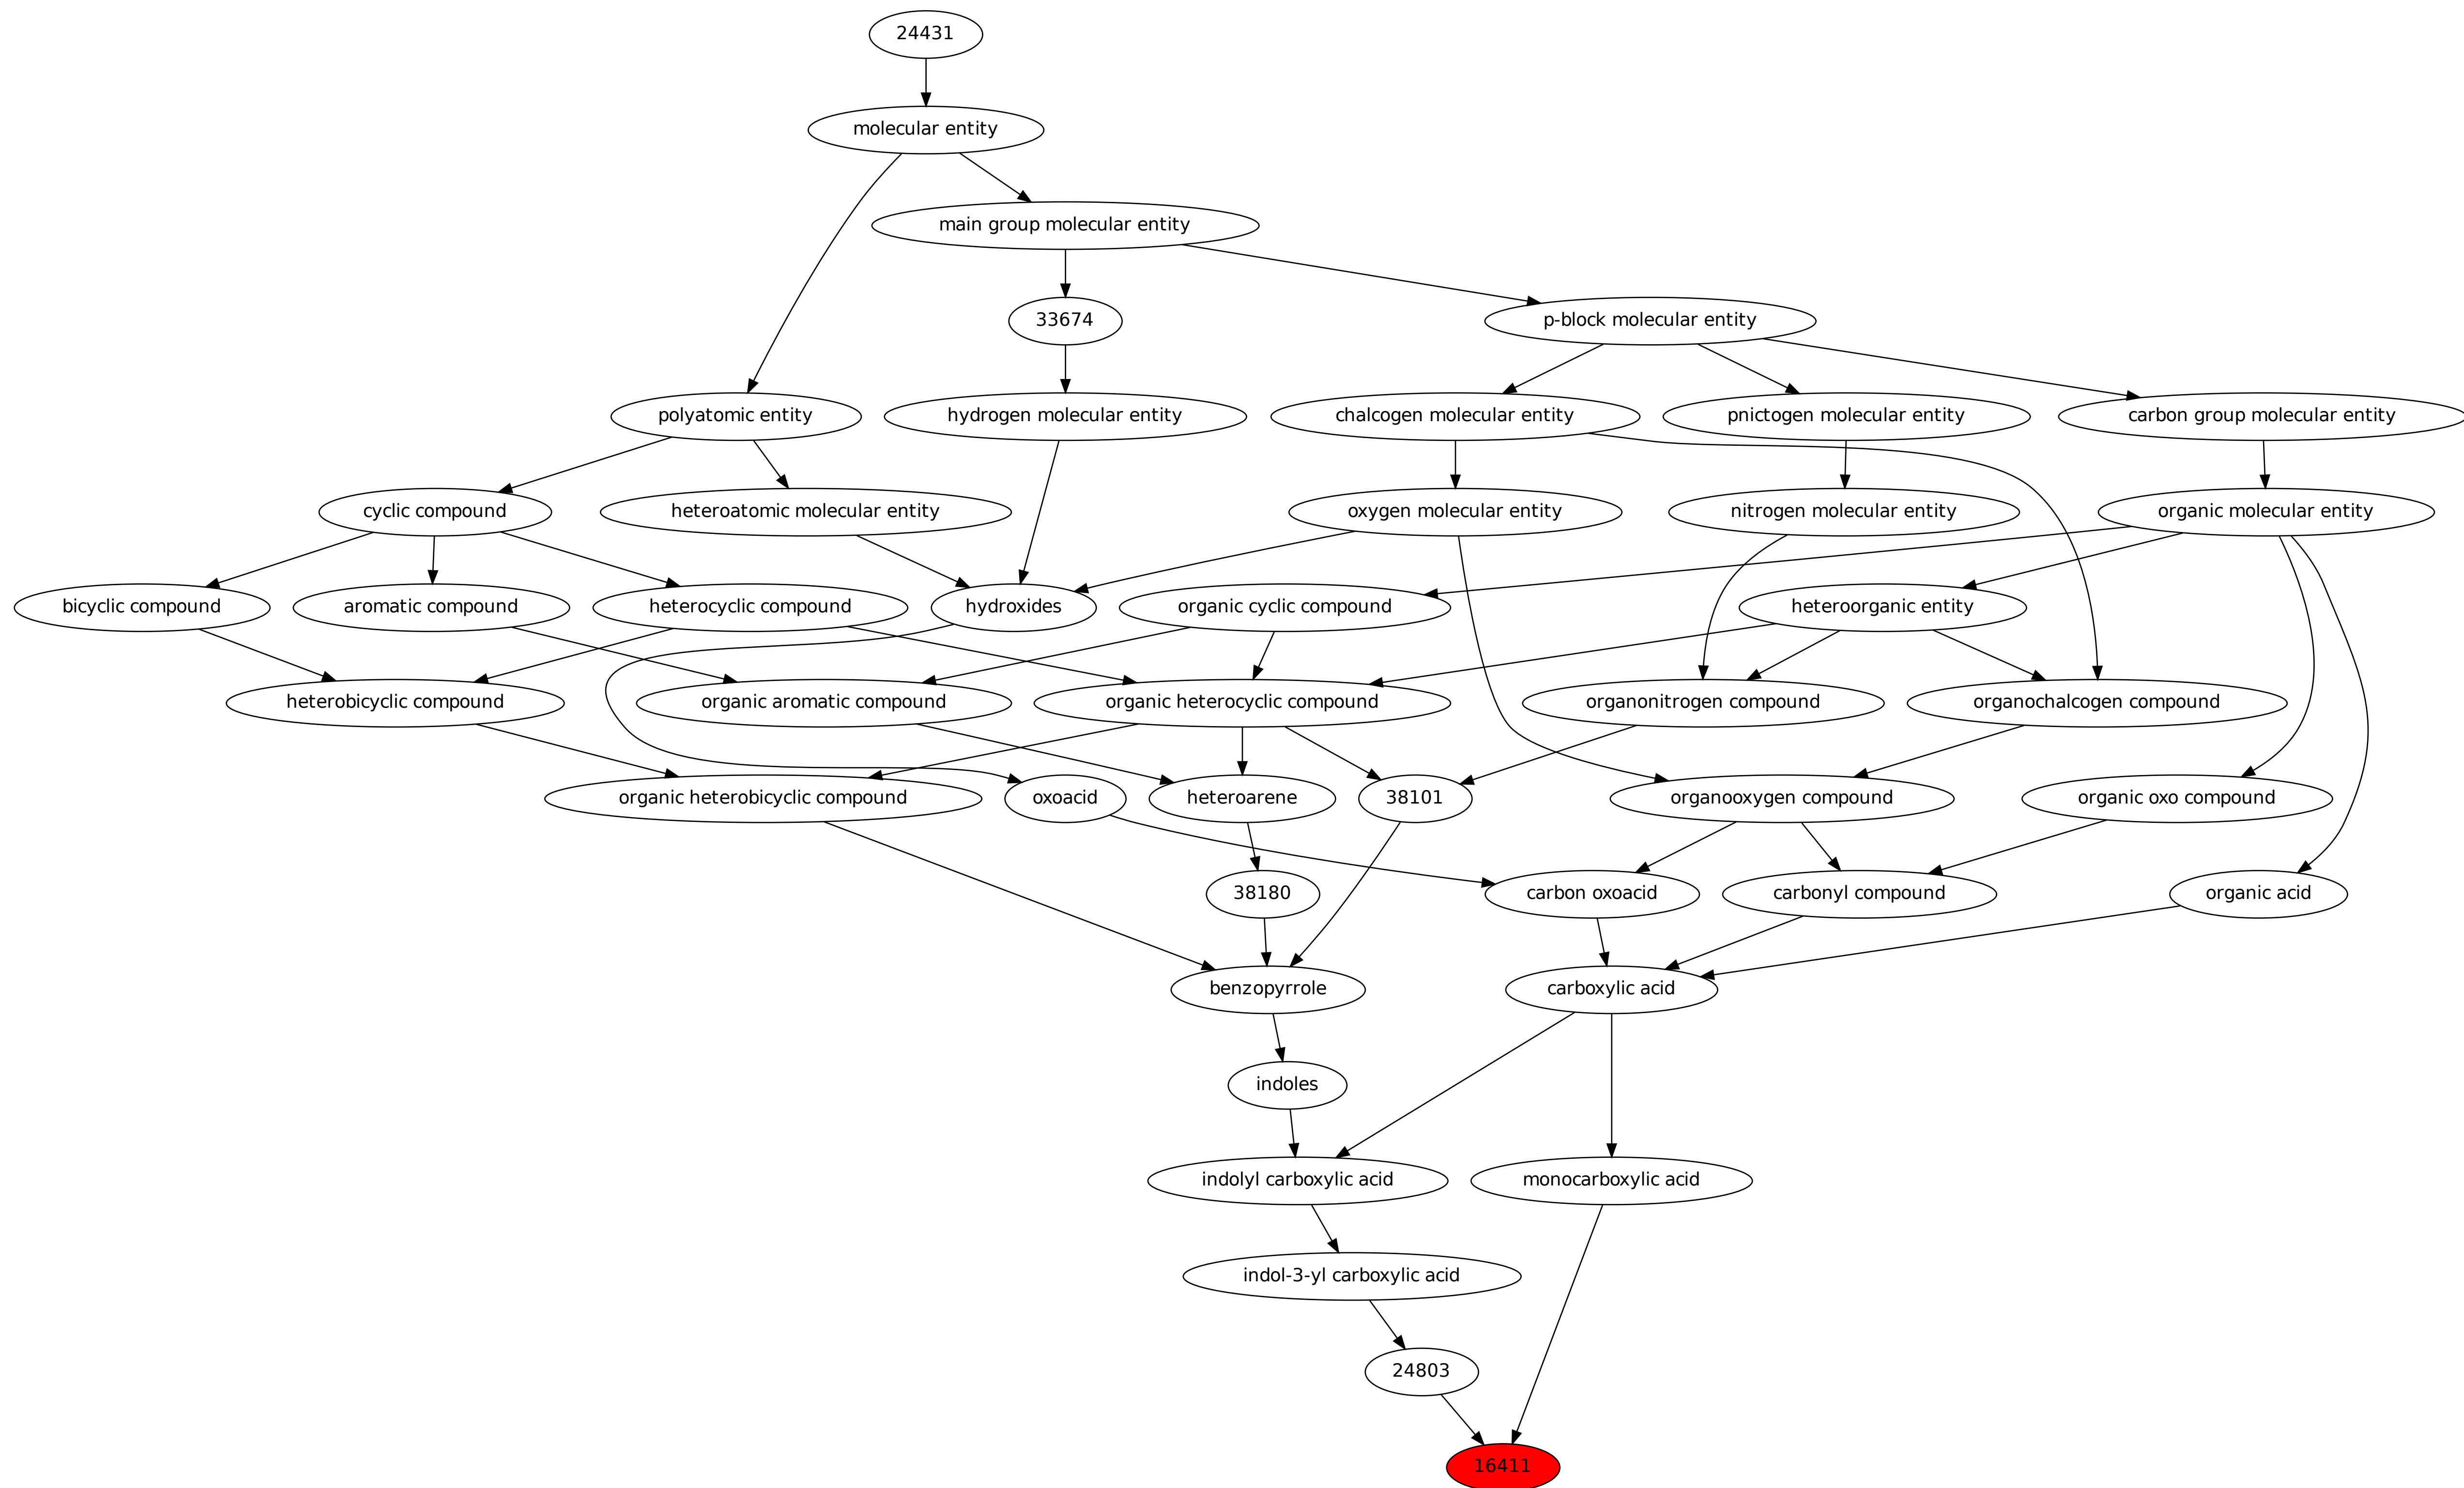 24431
molecular entity
main group molecular entity
33674
p-block molecular entity
polyatomic entity
hydrogen molecular entity
chalcogen molecular entity
pnictogen molecular entity
carbon group molecular entity
cyclic compound
heteroatomic molecular entity
oxygen molecular entity
nitrogen molecular entity
organic molecular entity
bicyclic compound
aromatic compound
heterocyclic compound
hydroxides
organic cyclic compound
heteroorganic entity
heterobicyclic compound
organic aromatic compound
organic heterocyclic compound
organonitrogen compound
organochalcogen compound
organic heterobicyclic compound
oxoacid
heteroarene
38101
organooxygen compound
organic oxo compound
38180
carbon oxoacid
carbonyl compound
organic acid
benzopyrrole
carboxylic acid
indoles
indolyl carboxylic acid
monocarboxylic acid
indol-3-yl carboxylic acid
24803
16411